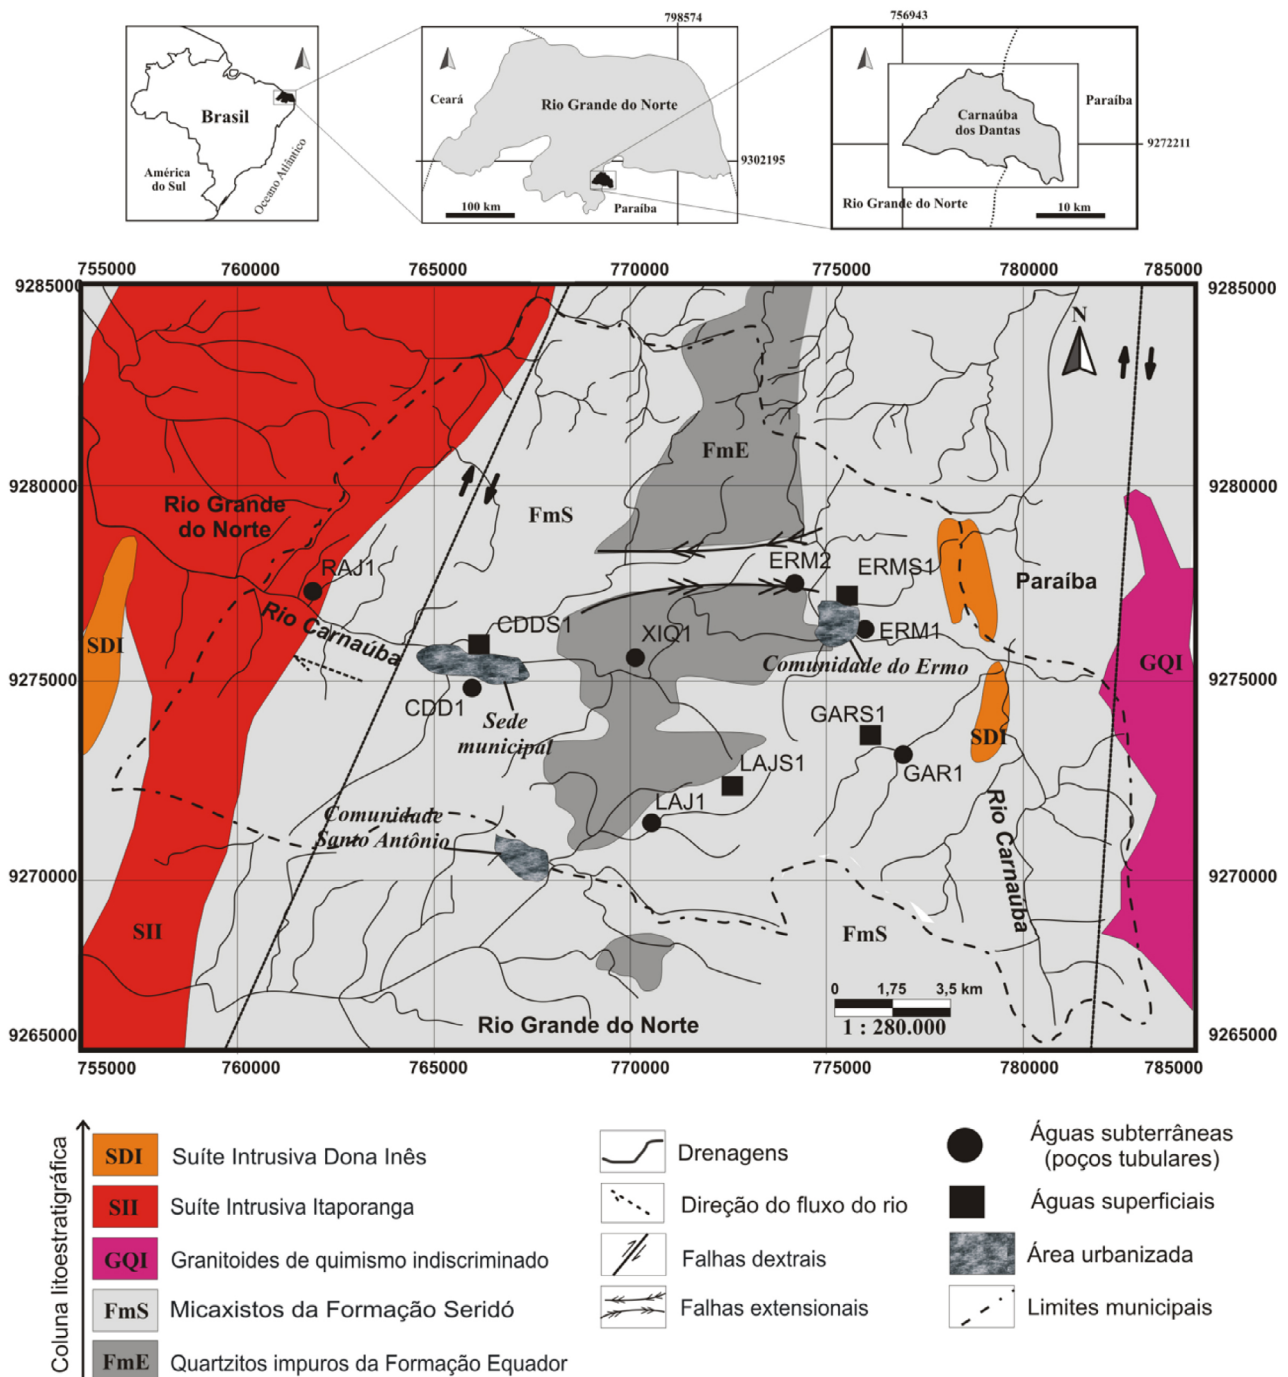 798574
756943
Brasil
América
do Sul
Oceano Atlântico
Ceará
Rio Grande do Norte
9302195
100 km
Paraíba
Carnaúba
dos Dantas
Paraíba
9272211
Rio Grande do Norte
10 km
755000 760000 765000 770000 775000 780000 785000
9285000 9285000
N
FmE
9280000 9280000
Rio Grande
do Norte
FmS
RAJ1
ERM2
ERMS1
Paraíba
Rio Carnaúba
CDDS1
XIQ1
ERM1
SDI
Comunidade do Ermo
GQI
9275000 9275000
CDD1
Sede
municipal
GARS1
SDI
LAJS1
GAR1
LAJ1
Comunidade
Santo Antônio
Rio Carnaúba
9270000 9270000
SII
FmS
0 1,75 3,5 km
1 : 280.000
Rio Grande do Norte
9265000 9265000
755000 760000 765000 770000 775000 780000 785000
Coluna litoestratigráfica
SDI Suíte Intrusiva Dona Inês
SII Suíte Intrusiva Itaporanga
GQI Granitoides de quimismo indiscriminado
FmS Micaxistos da Formação Seridó
FmE Quartzitos impuros da Formação Equador
Drenagens
Direção do fluxo do rio
Falhas dextrais
Falhas extensionais
Águas subterrâneas
(poços tubulares)
Águas superficiais
Área urbanizada
Limites municipais